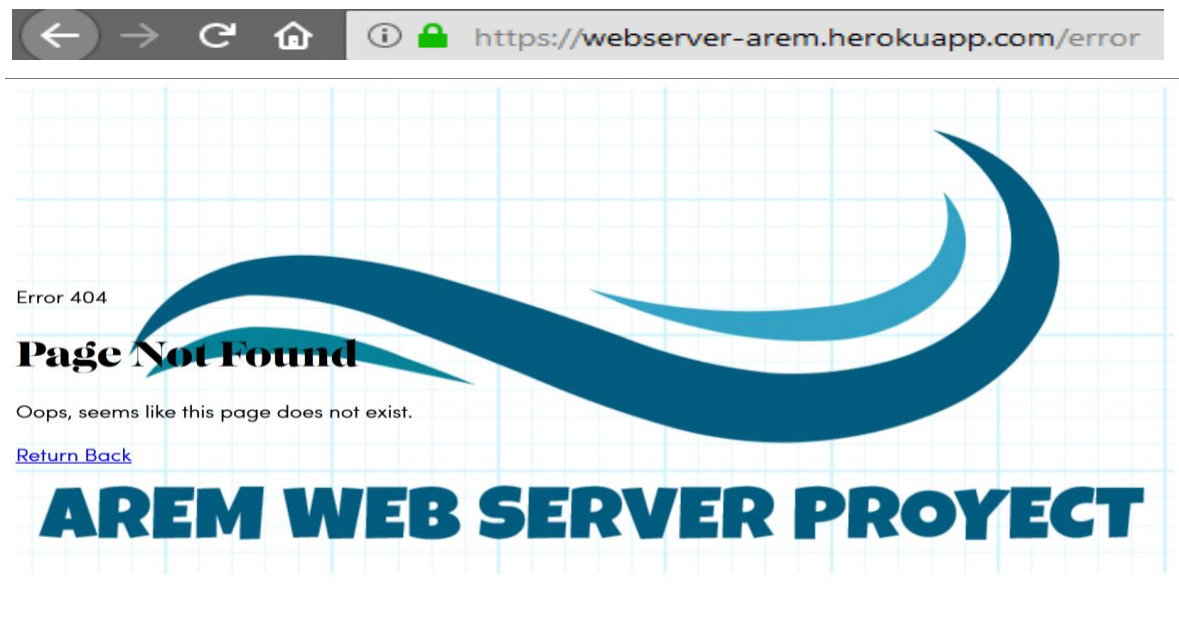 https://webserver-arem.herokuapp.com/error
Error 404
Page Not Found
Oops, seems like this page does not exist.
Return Back
AREM WEB SERVER PROYECT